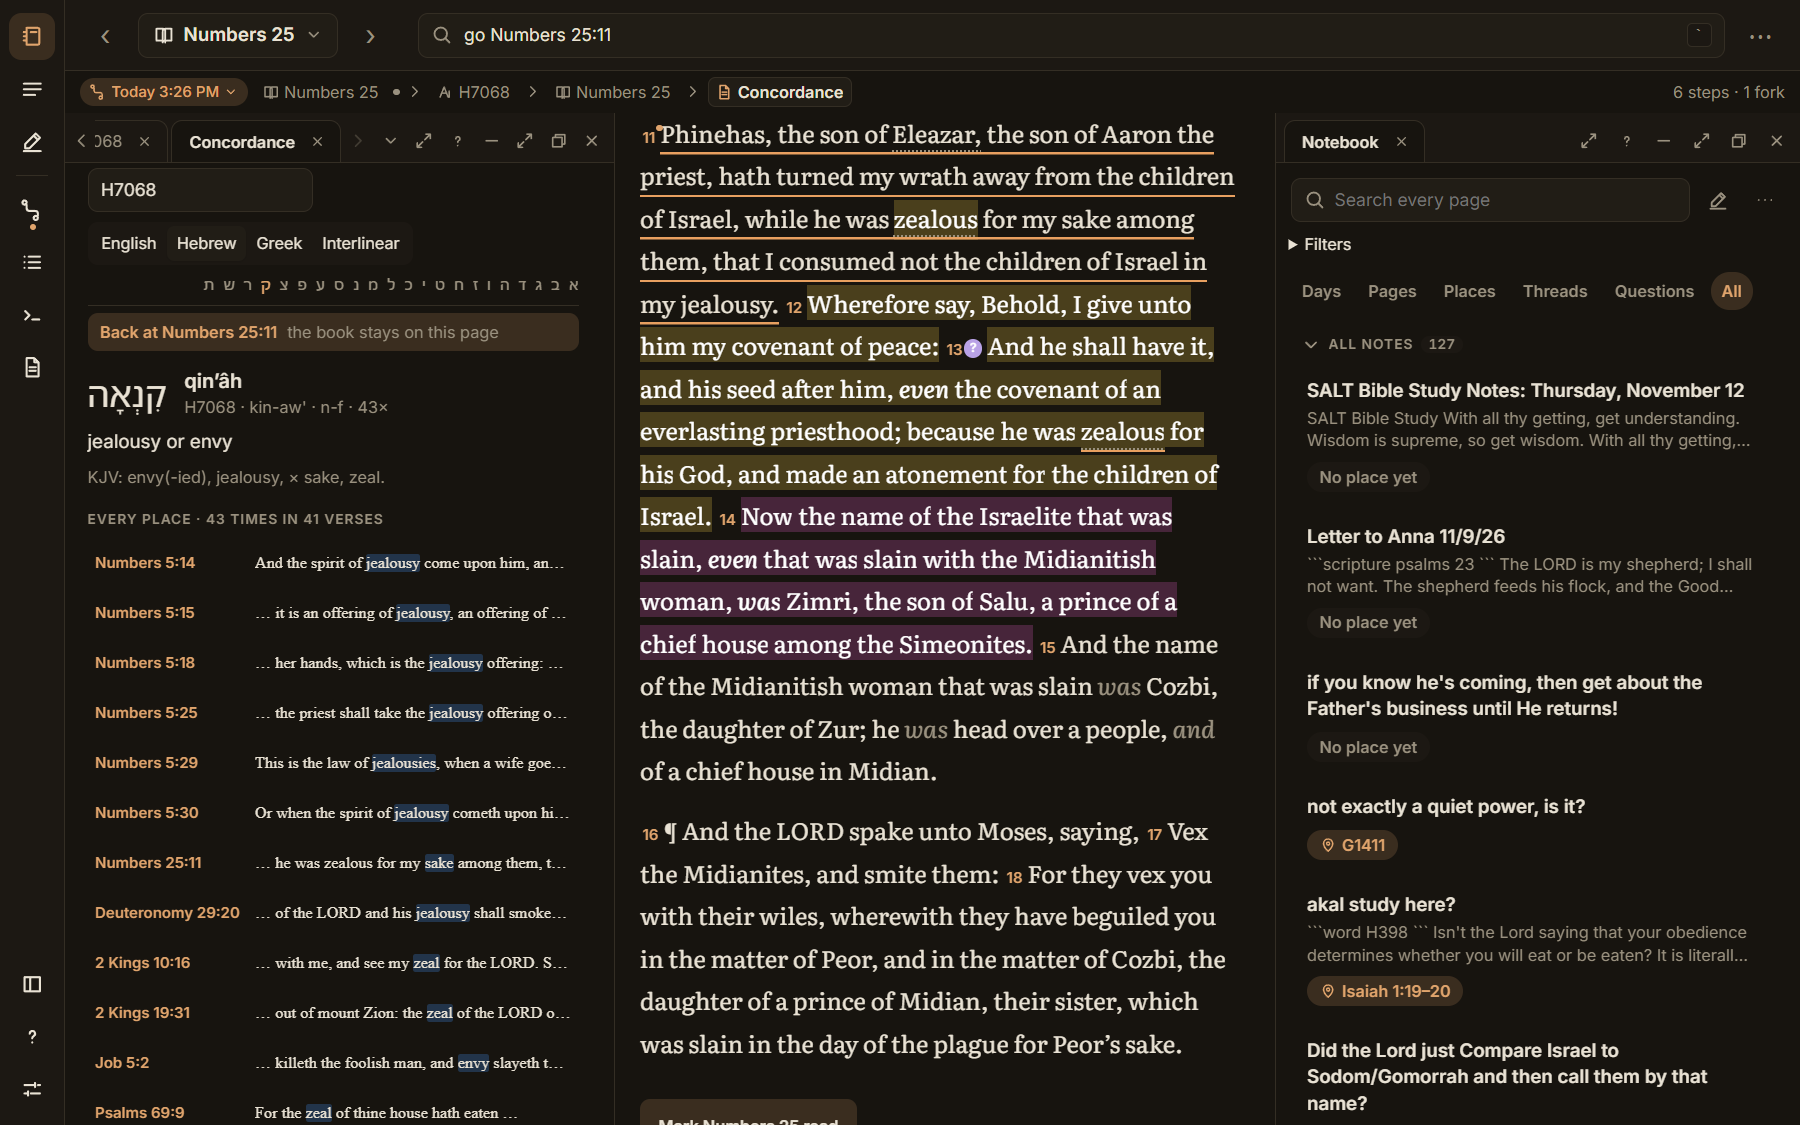 Numbers 25
go Numbers 25:11
`
Today 3:26 PM
Numbers 25
H7068
Numbers 25
Concordance
6 steps · 1 fork
068
Concordance
?
H7068
English Hebrew Greek Interlinear
א ב ג ד ה ו ז ח ט י כ ל מ נ ס ע פ צ ק ר ש ת
Back at Numbers 25:11 the book stays on this page
קִנְאָה
qin'âh
H7068 · kin-aw' · n-f · 43×
jealousy or envy
KJV: envy(-ied), jealousy, × sake, zeal.
EVERY PLACE · 43 TIMES IN 41 VERSES
Numbers 5:14 And the spirit of jealousy come upon him, an…
Numbers 5:15 … it is an offering of jealousy, an offering of …
Numbers 5:18 … her hands, which is the jealousy offering: …
Numbers 5:25 … the priest shall take the jealousy offering o…
Numbers 5:29 This is the law of jealousies, when a wife goe…
Numbers 5:30 Or when the spirit of jealousy cometh upon hi…
Numbers 25:11 … he was zealous for my sake among them, t…
Deuteronomy 29:20 … of the LORD and his jealousy shall smoke…
2 Kings 10:16 … with me, and see my zeal for the LORD. S…
2 Kings 19:31 … out of mount Zion: the zeal of the LORD o…
Job 5:2 … killeth the foolish man, and envy slayeth t…
Psalms 69:9 For the zeal of thine house hath eaten …
11 Phinehas, the son of Eleazar, the son of Aaron the
priest, hath turned my wrath away from the children
of Israel, while he was zealous for my sake among
them, that I consumed not the children of Israel in
my jealousy. 12 Wherefore say, Behold, I give unto
him my covenant of peace: 13 ? And he shall have it,
and his seed after him, even the covenant of an
everlasting priesthood; because he was zealous for
his God, and made an atonement for the children of
Israel. 14 Now the name of the Israelite that was
slain, even that was slain with the Midianitish
woman, was Zimri, the son of Salu, a prince of a
chief house among the Simeonites. 15 And the name
of the Midianitish woman that was slain was Cozbi,
the daughter of Zur; he was head over a people, and
of a chief house in Midian.
16 ¶ And the LORD spake unto Moses, saying, 17 Vex
the Midianites, and smite them: 18 For they vex you
with their wiles, wherewith they have beguiled you
in the matter of Peor, and in the matter of Cozbi, the
daughter of a prince of Midian, their sister, which
was slain in the day of the plague for Peor’s sake.
Mark Numbers 25 read
Notebook
?
Search every page
Filters
Days Pages Places Threads Questions All
ALL NOTES 127
SALT Bible Study Notes: Thursday, November 12
SALT Bible Study With all thy getting, get understanding.
Wisdom is supreme, so get wisdom. With all thy getting,…
No place yet
Letter to Anna 11/9/26
```scripture psalms 23 ``` The LORD is my shepherd; I shall
not want. The shepherd feeds his flock, and the Good…
No place yet
if you know he's coming, then get about the
Father's business until He returns!
No place yet
not exactly a quiet power, is it?
G1411
akal study here?
```word H398 ``` Isn't the Lord saying that your obedience
determines whether you will eat or be eaten? It is literall…
Isaiah 1:19–20
Did the Lord just Compare Israel to
Sodom/Gomorrah and then call them by that
name?
?